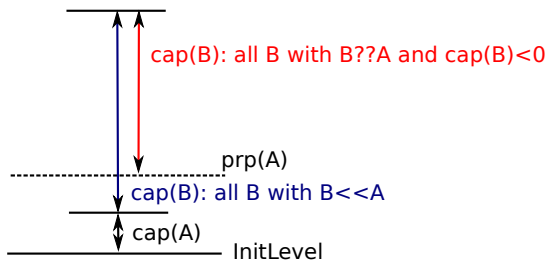 cap(B): all B with B??A and cap(B)<0
prp(A)
cap(B): all B with B<<A
cap(A)
InitLevel